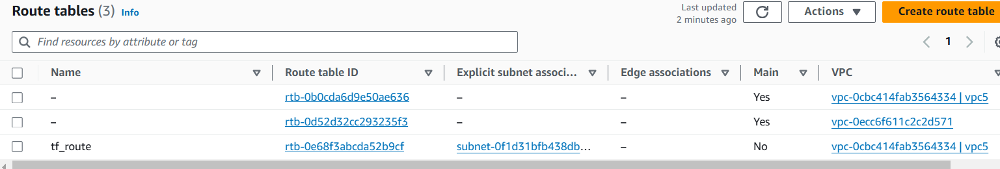 Route tables (3) Info
Last updated
2 minutes ago
Actions
Create route table
Find resources by attribute or tag
1
Name Route table ID Explicit subnet associ... Edge associations Main VPC
– rtb-0b0cda6d9e50ae636 – – Yes vpc-0cbc414fab3564334 | vpc5
– rtb-0d52d32cc293235f3 – – Yes vpc-0ecc6f611c2c2d571
tf_route rtb-0e68f3abcda52b9cf subnet-0f1d31bfb438db... – No vpc-0cbc414fab3564334 | vpc5